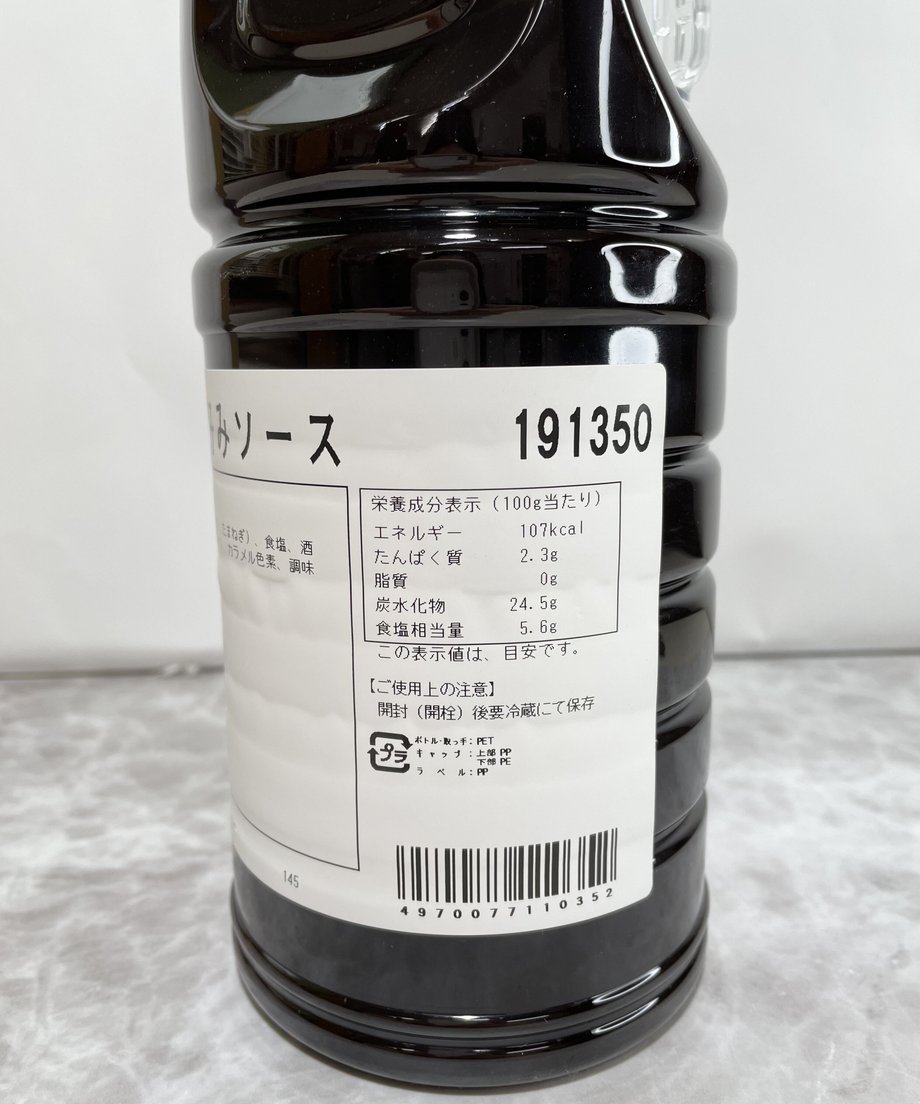 みソース
191350
まねぎ）、食塩、酒
カラメル色素、調味
栄養成分表示（100g当たり）
エネルギー 107kcal
たんぱく質 2.3g
脂質 0g
炭水化物 24.5g
食塩相当量 5.6g
この表示値は、目安です。
【ご使用上の注意】
開封（開栓）後要冷蔵にて保存
プラ
ボトル・取っ手：PET
キャップ：上部 PP
下部 PE
ラベル：PP
145
4970077110352